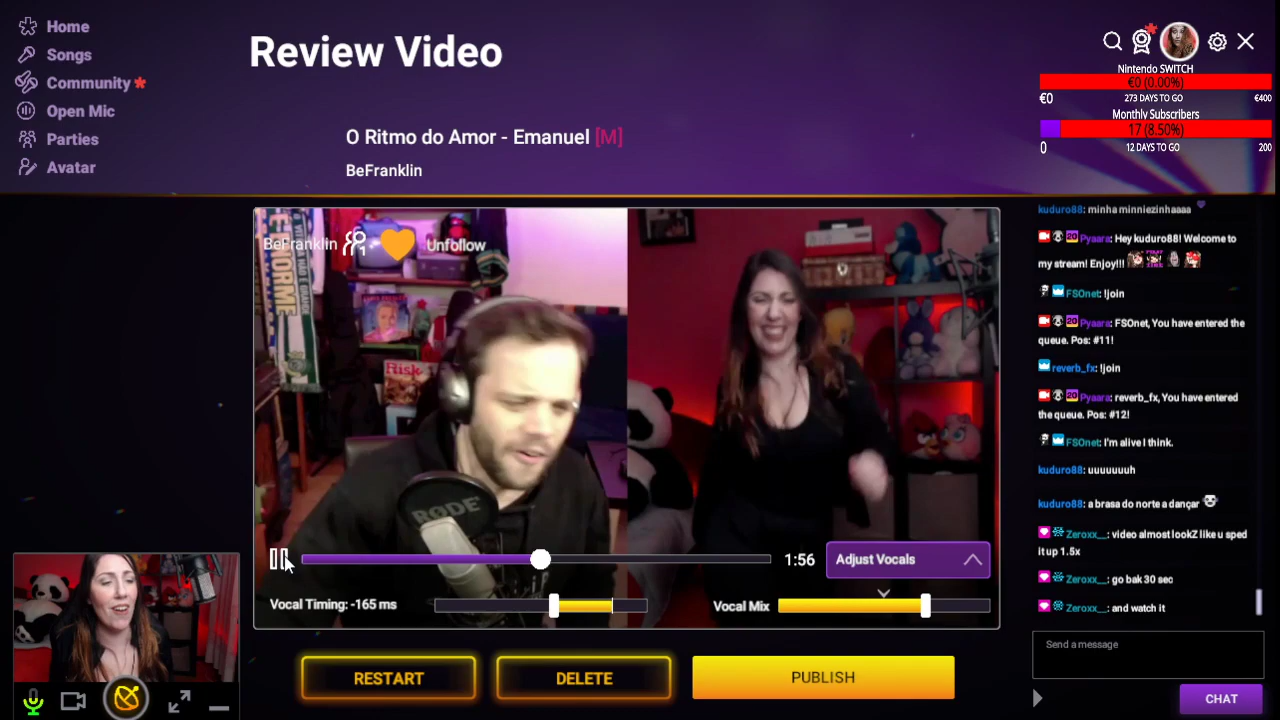 Home
Songs
Community
Open Mic
Parties
Avatar
Review Video
O Ritmo do Amor - Emanuel [M]
BeFranklin
Nintendo SWITCH
€0 (0.00%)
€0
273 DAYS TO GO
€400
Monthly Subscribers
17 (8.50%)
0
12 DAYS TO GO
200
BeFranklin
Unfollow
ENORME
Risk
RØDE
1:56
Adjust Vocals
Vocal Timing: -165 ms
Vocal Mix
RESTART
DELETE
PUBLISH
kuduro88: minha minniezinhaaaa
20 Pyaara: Hey kuduro88! Welcome to
my stream! Enjoy!!!
FSOnet: !join
20 Pyaara: FSOnet, You have entered the
queue. Pos: #11!
reverb_fx: !join
20 Pyaara: reverb_fx, You have entered
the queue. Pos: #12!
FSOnet: I'm alive I think.
kuduro88: uuuuuuuh
kuduro88: a brasa do norte a dançar
Zeroxx__: video almost lookZ like u sped
it up 1.5x
Zeroxx__: go bak 30 sec
Zeroxx__: and watch it
Send a message
CHAT